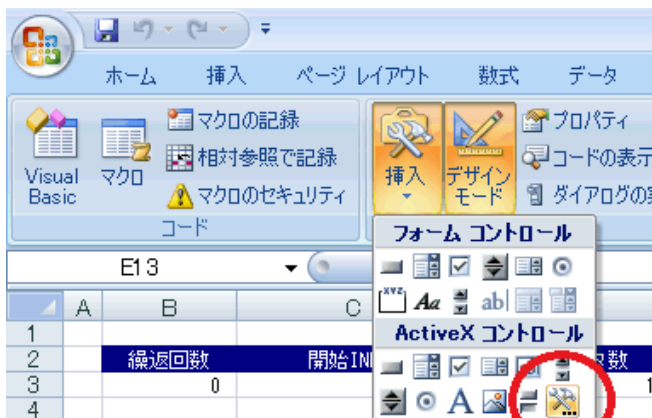 ホーム 挿入 ページ レイアウト 数式 データ
Visual Basic
マクロ
マクロの記録
相対参照で記録
マクロのセキュリティ
コード
挿入
デザイン モード
プロパティ
コードの表示
ダイアログの
フォーム コントロール
XYZ
Aa
ab|
ActiveX コントロール
A
E13
A B C
1
2 繰返回数 開始IN 数
3 0 1
4